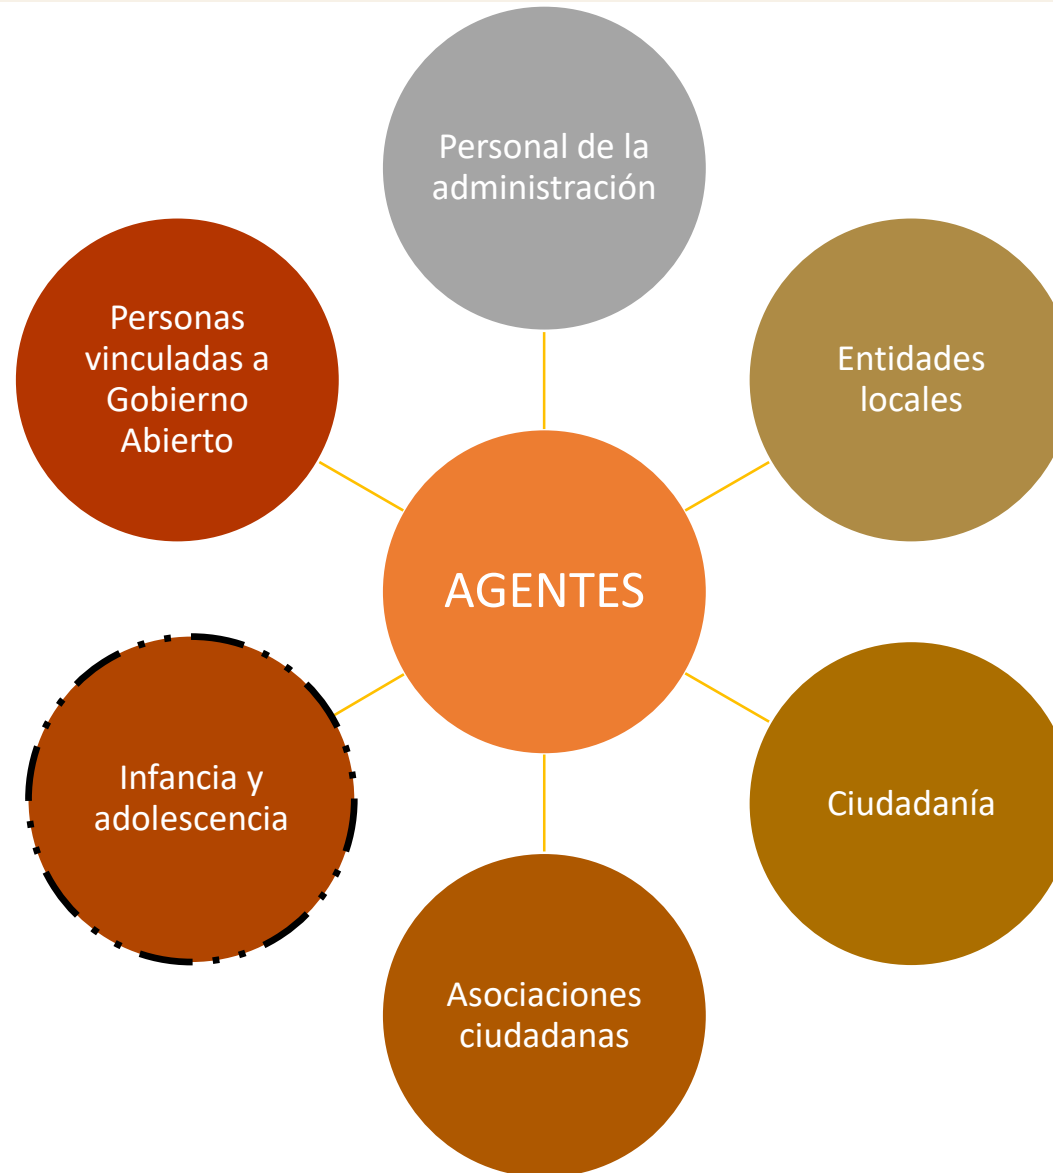 Personal de la
administración
Personas
vinculadas a
Gobierno
Abierto
Entidades
locales
AGENTES
Infancia y
adolescencia
Ciudadanía
Asociaciones
ciudadanas